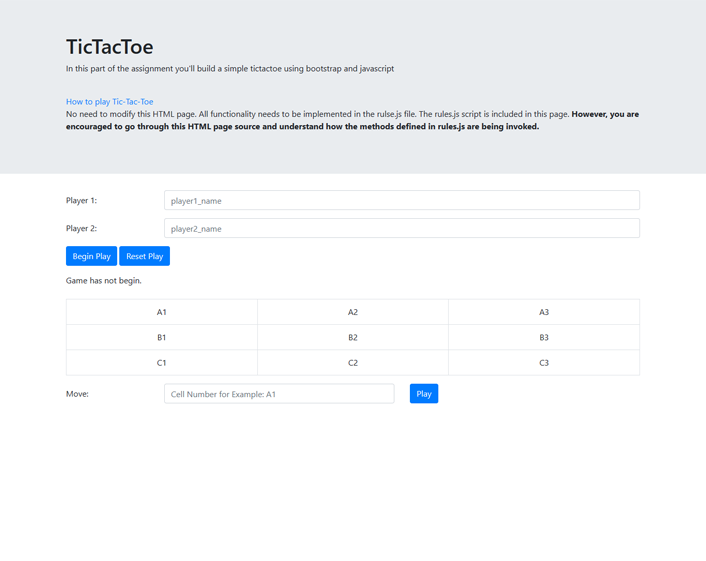 TicTacToe
In this part of the assignment you'll build a simple tictactoe using bootstrap and javascript
How to play Tic-Tac-Toe
No need to modify this HTML page. All functionality needs to be implemented in the rulse.js file. The rules.js script is included in this page. However, you are
encouraged to go through this HTML page source and understand how the methods defined in rules.js are being invoked.
Player 1: player1_name
Player 2: player2_name
Begin Play Reset Play
Game has not begin.
A1 A2 A3
B1 B2 B3
C1 C2 C3
Move: Cell Number for Example: A1 Play